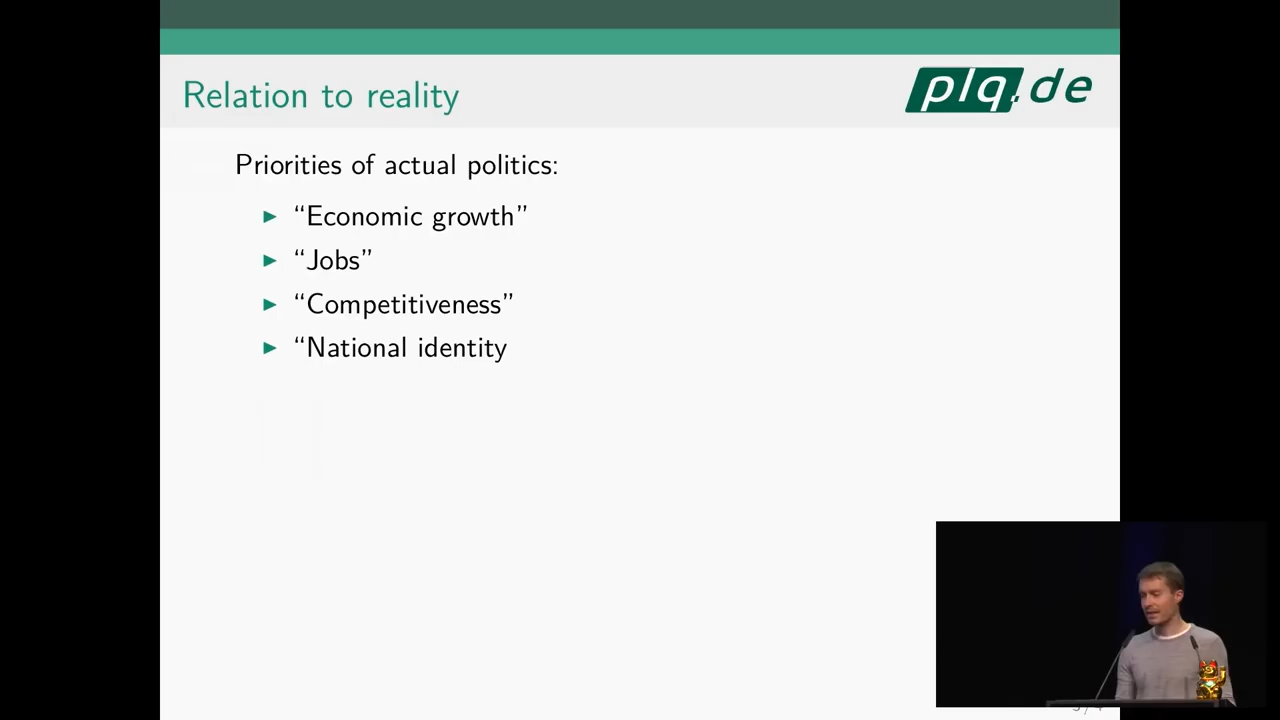 Relation to reality
plq.de
Priorities of actual politics:
“Economic growth”
“Jobs”
“Competitiveness”
“National identity